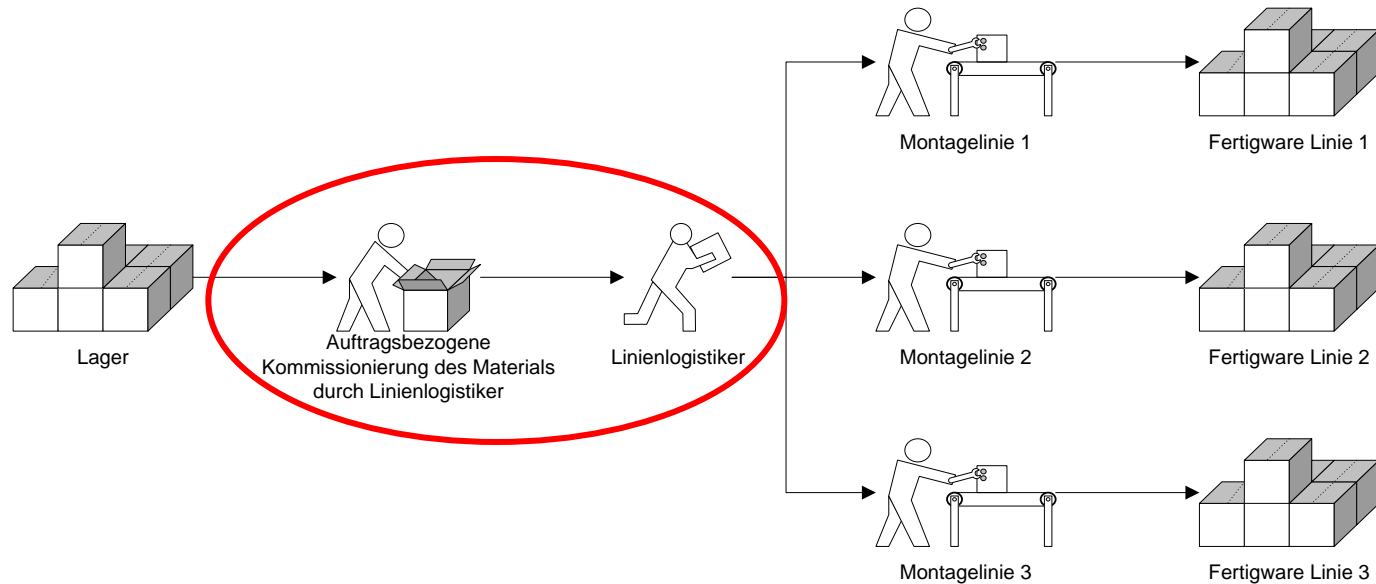 Montagelinie 1
Fertigware Linie 1
Lager
Auftragsbezogene
Kommissionierung des Materials
durch Linienlogistiker
Linienlogistiker
Montagelinie 2
Fertigware Linie 2
Montagelinie 3
Fertigware Linie 3